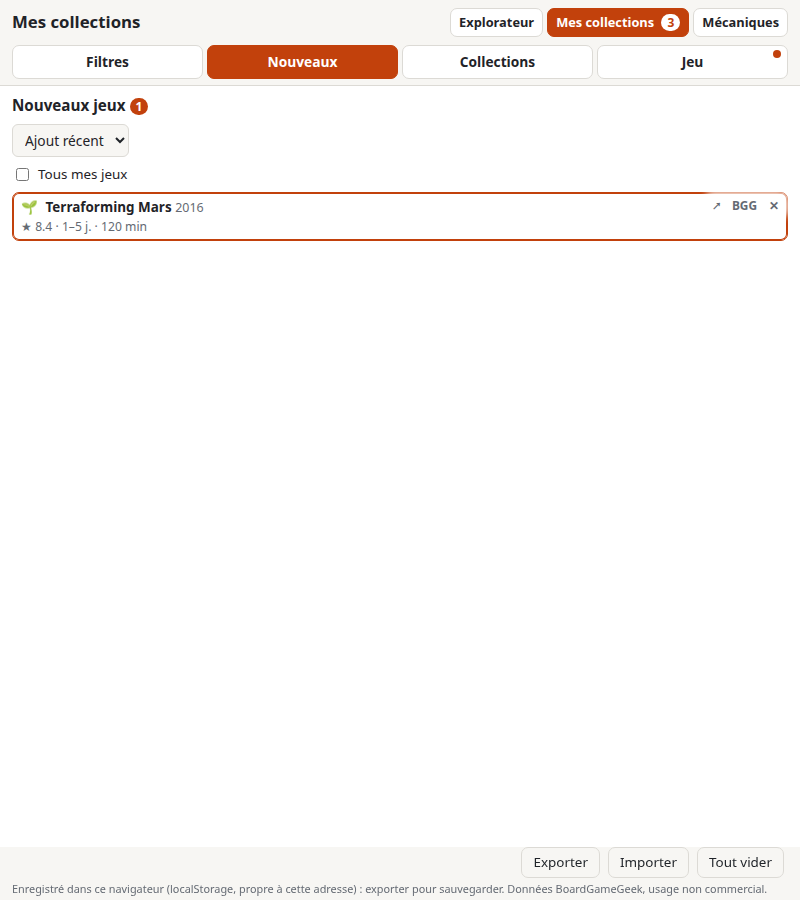 Mes collections
Explorateur
Mes collections 3
Mécaniques
Filtres
Nouveaux
Collections
Jeu
Nouveaux jeux 1
Ajout récent
Tous mes jeux
🌱 Terraforming Mars 2016
↗ BGG ✕
★ 8.4 · 1–5 j. · 120 min
Exporter
Importer
Tout vider
Enregistré dans ce navigateur (localStorage, propre à cette adresse) : exporter pour sauvegarder. Données BoardGameGeek, usage non commercial.